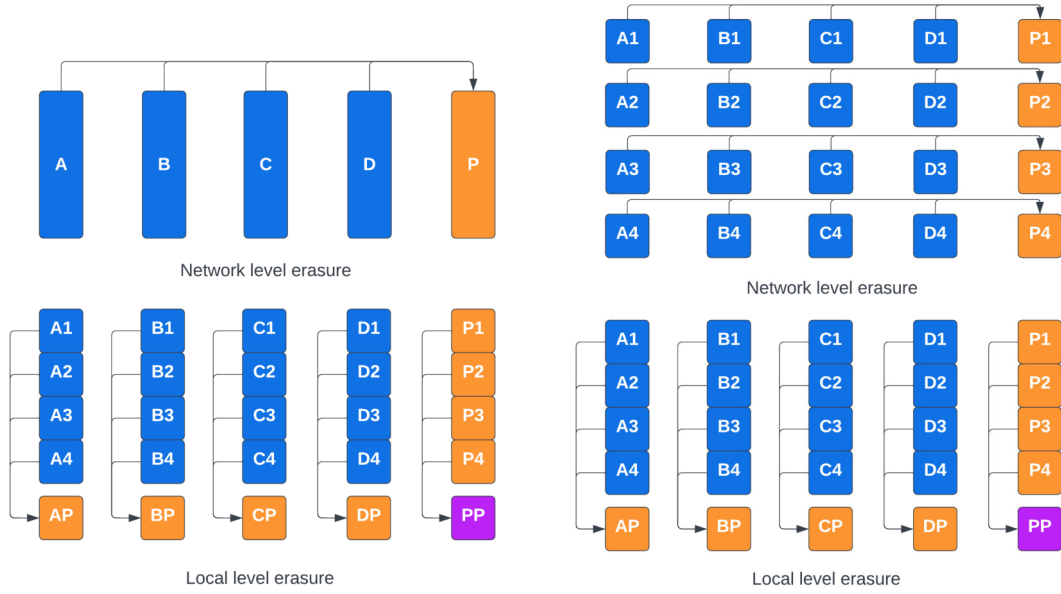 A B C D P
Network level erasure
A1 B1 C1 D1 P1
A2 B2 C2 D2 P2
A3 B3 C3 D3 P3
A4 B4 C4 D4 P4
AP BP CP DP PP
Local level erasure
A1 B1 C1 D1 P1
A2 B2 C2 D2 P2
A3 B3 C3 D3 P3
A4 B4 C4 D4 P4
Network level erasure
A1 B1 C1 D1 P1
A2 B2 C2 D2 P2
A3 B3 C3 D3 P3
A4 B4 C4 D4 P4
AP BP CP DP PP
Local level erasure